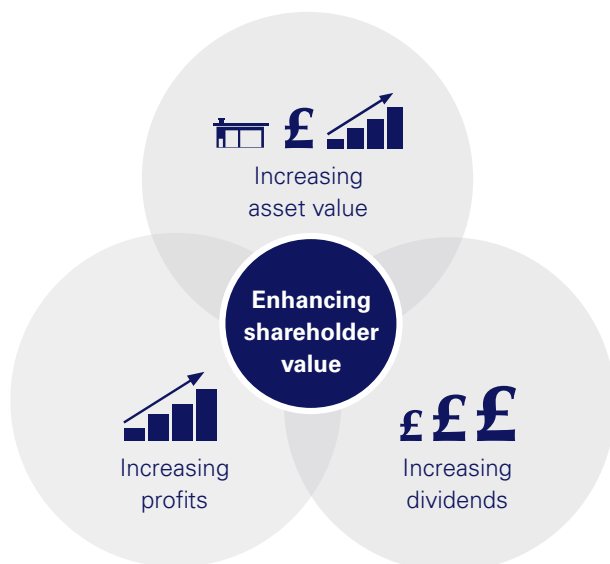 £
Increasing
asset value
Enhancing
shareholder
value
£ £ £
Increasing
profits
Increasing
dividends